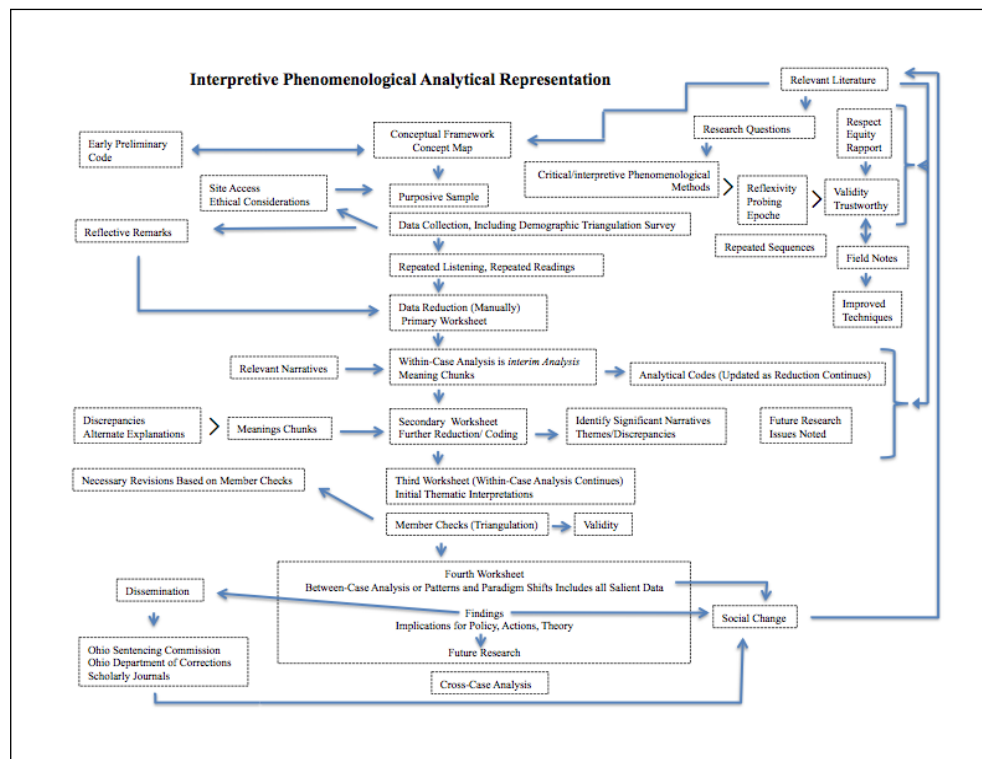 Interpretive Phenomenological Analytical Representation
Relevant Literature
Conceptual Framework
Concept Map
Early Preliminary
Code
Research Questions
Respect
Equity
Rapport
Critical/interpretive Phenomenological
Methods
Reflexivity
Probing
Epoche
Validity
Trustworthy
Site Access
Ethical Considerations
Purposive Sample
Reflective Remarks
Data Collection, Including Demographic Triangulation Survey
Repeated Sequences
Field Notes
Repeated Listening, Repeated Readings
Improved
Techniques
Data Reduction (Manually)
Primary Worksheet
Relevant Narratives
Within-Case Analysis is interim Analysis
Meaning Chunks
Analytical Codes (Updated as Reduction Continues)
Discrepancies
Alternate Explanations
Meanings Chunks
Secondary Worksheet
Further Reduction/ Coding
Identify Significant Narratives
Themes/Discrepancies
Future Research
Issues Noted
Necessary Revisions Based on Member Checks
Third Worksheet (Within-Case Analysis Continues)
Initial Thematic Interpretations
Member Checks (Triangulation)
Validity
Fourth Worksheet
Between-Case Analysis or Patterns and Paradigm Shifts Includes all Salient Data
Findings
Implications for Policy, Actions, Theory
Future Research
Dissemination
Social Change
Ohio Sentencing Commission
Ohio Department of Corrections
Scholarly Journals
Cross-Case Analysis